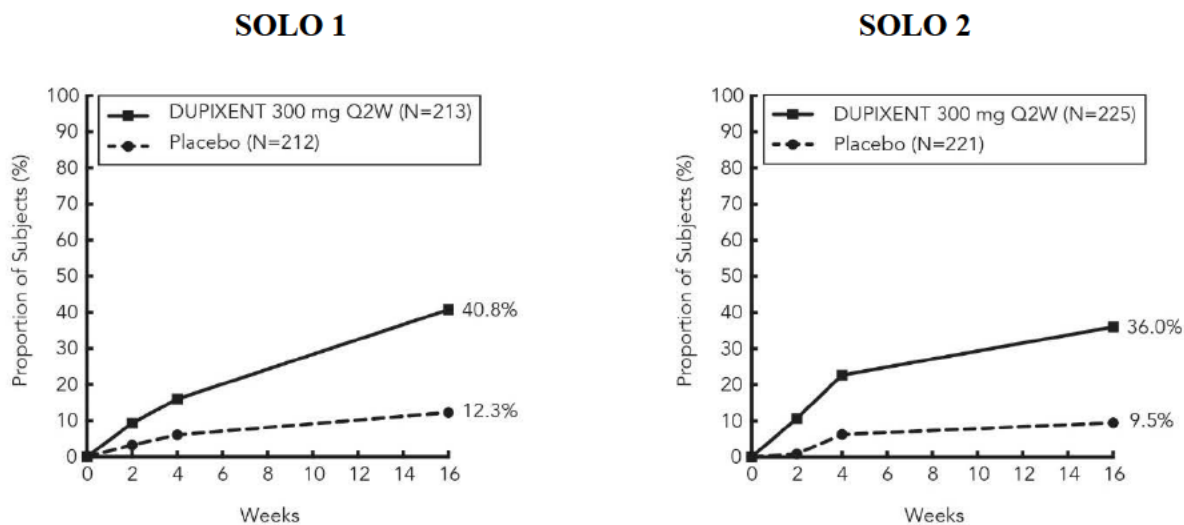 SOLO 1
SOLO 2
DUPIXENT 300 mg Q2W (N=213)
Placebo (N=212)
Proportion of Subjects (%)
100
90
80
70
60
50
40
30
20
10
0
40.8%
12.3%
0 2 4 6 8 10 12 14 16
Weeks
DUPIXENT 300 mg Q2W (N=225)
Placebo (N=221)
Proportion of Subjects (%)
100
90
80
70
60
50
40
30
20
10
0
36.0%
9.5%
0 2 4 6 8 10 12 14 16
Weeks